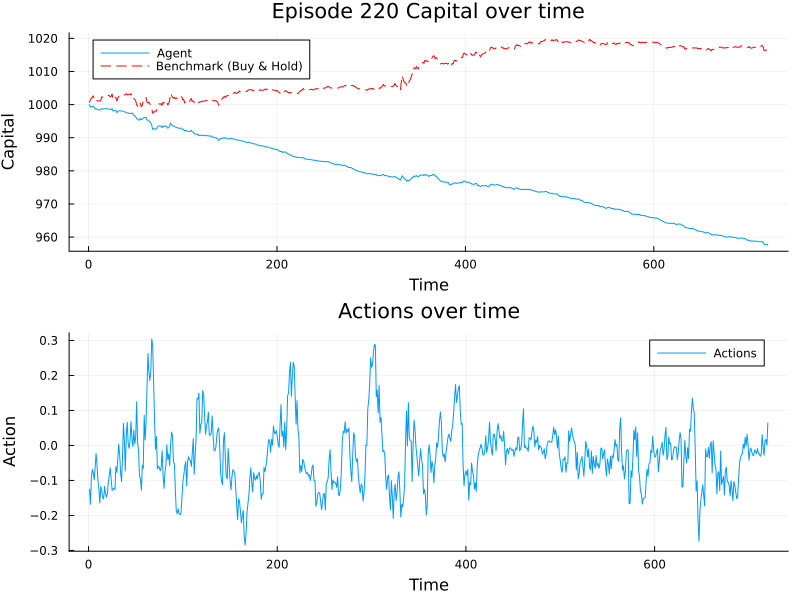 Episode 220 Capital over time
1020
1010
1000
990
980
970
960
Capital
Agent
Benchmark (Buy & Hold)
0
200
400
600
Time
Actions over time
0.3
0.2
0.1
0.0
−0.1
−0.2
−0.3
Action
Actions
0
200
400
600
Time